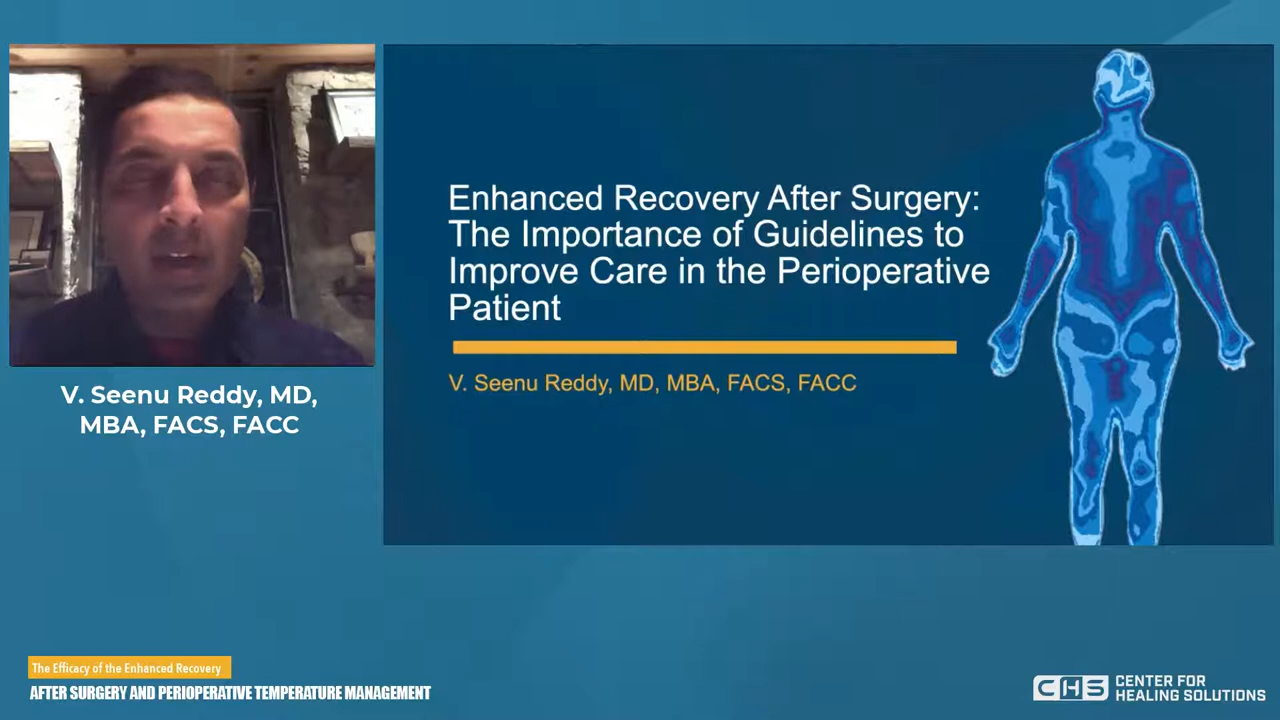 V. Seenu Reddy, MD,
MBA, FACS, FACC
Enhanced Recovery After Surgery:
The Importance of Guidelines to
Improve Care in the Perioperative
Patient
V. Seenu Reddy, MD, MBA, FACS, FACC
The Efficacy of the Enhanced Recovery
AFTER SURGERY AND PERIOPERATIVE TEMPERATURE MANAGEMENT
CHS CENTER FOR
HEALING SOLUTIONS